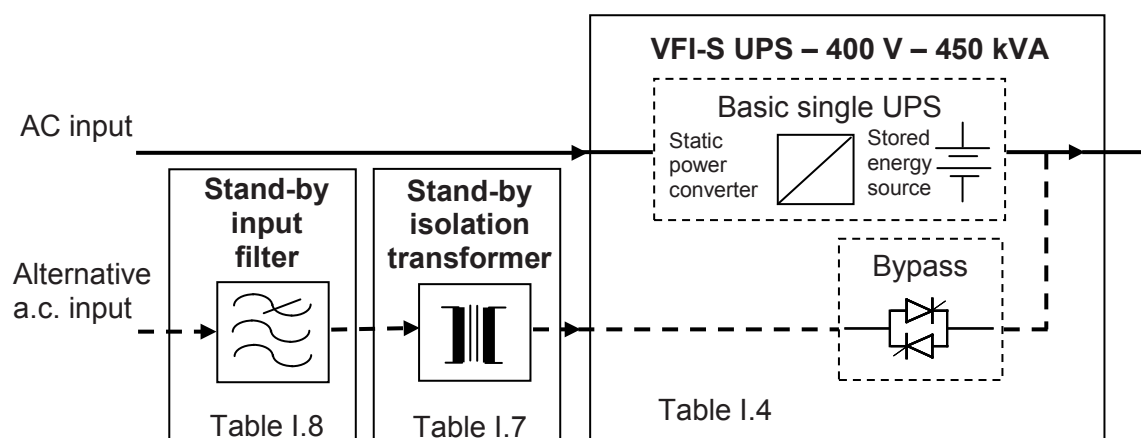 VFI-S UPS – 400 V – 450 kVA
Basic single UPS
AC input
Static
power
converter
Stored
energy
source
Stand-by
input
filter
Stand-by
isolation
transformer
Alternative
a.c. input
Bypass
Table I.8
Table I.7
Table I.4